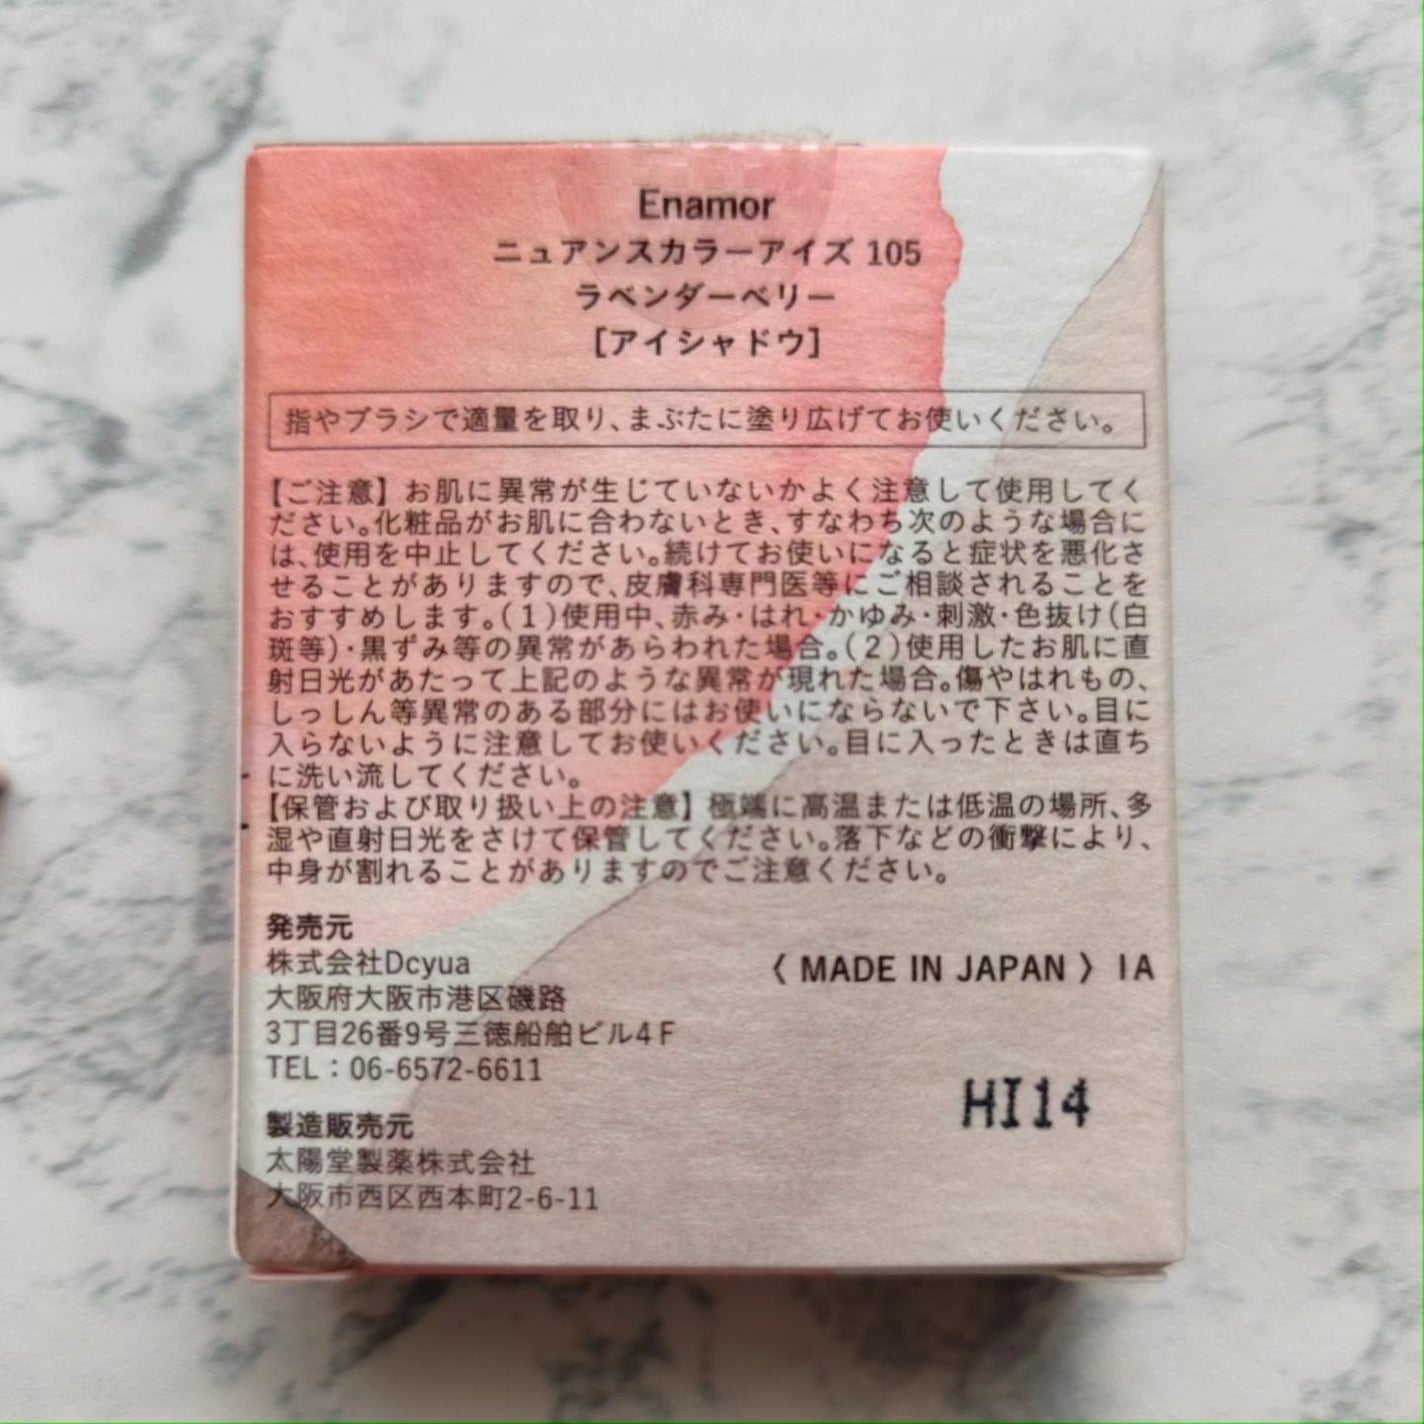 Enamor
ニュアンスカラーアイズ 105
ラベンダーベリー
[アイシャドウ]
指やブラシで適量を取り、まぶたに塗り広げてお使いください。
【ご注意】お肌に異常が生じていないかよく注意して使用してく
ださい。化粧品がお肌に合わないとき、すなわち次のような場合に
は、使用を中止してください。続けてお使いになると症状を悪化さ
せることがありますので、皮膚科専門医等にご相談されることを
おすすめします。(1)使用中、赤み・はれ・かゆみ・刺激・色抜け(白
斑等)・黒ずみ等の異常があらわれた場合。(2)使用したお肌に直
射日光があたって上記のような異常が現れた場合。傷やはれもの、
しっしん等異常のある部分にはお使いにならないで下さい。目に
入らないように注意してお使いください。目に入ったときは直ち
に洗い流してください。
【保管および取り扱い上の注意】極端に高温または低温の場所、多
湿や直射日光をさけて保管してください。落下などの衝撃により、
中身が割れることがありますのでご注意ください。
発売元
株式会社Dcyua
大阪府大阪市港区磯路
3丁目26番9号三徳船舶ビル4F
TEL：06-6572-6611
〈 MADE IN JAPAN 〉 IA
HI14
製造販売元
太陽堂製薬株式会社
大阪市西区西本町2-6-11